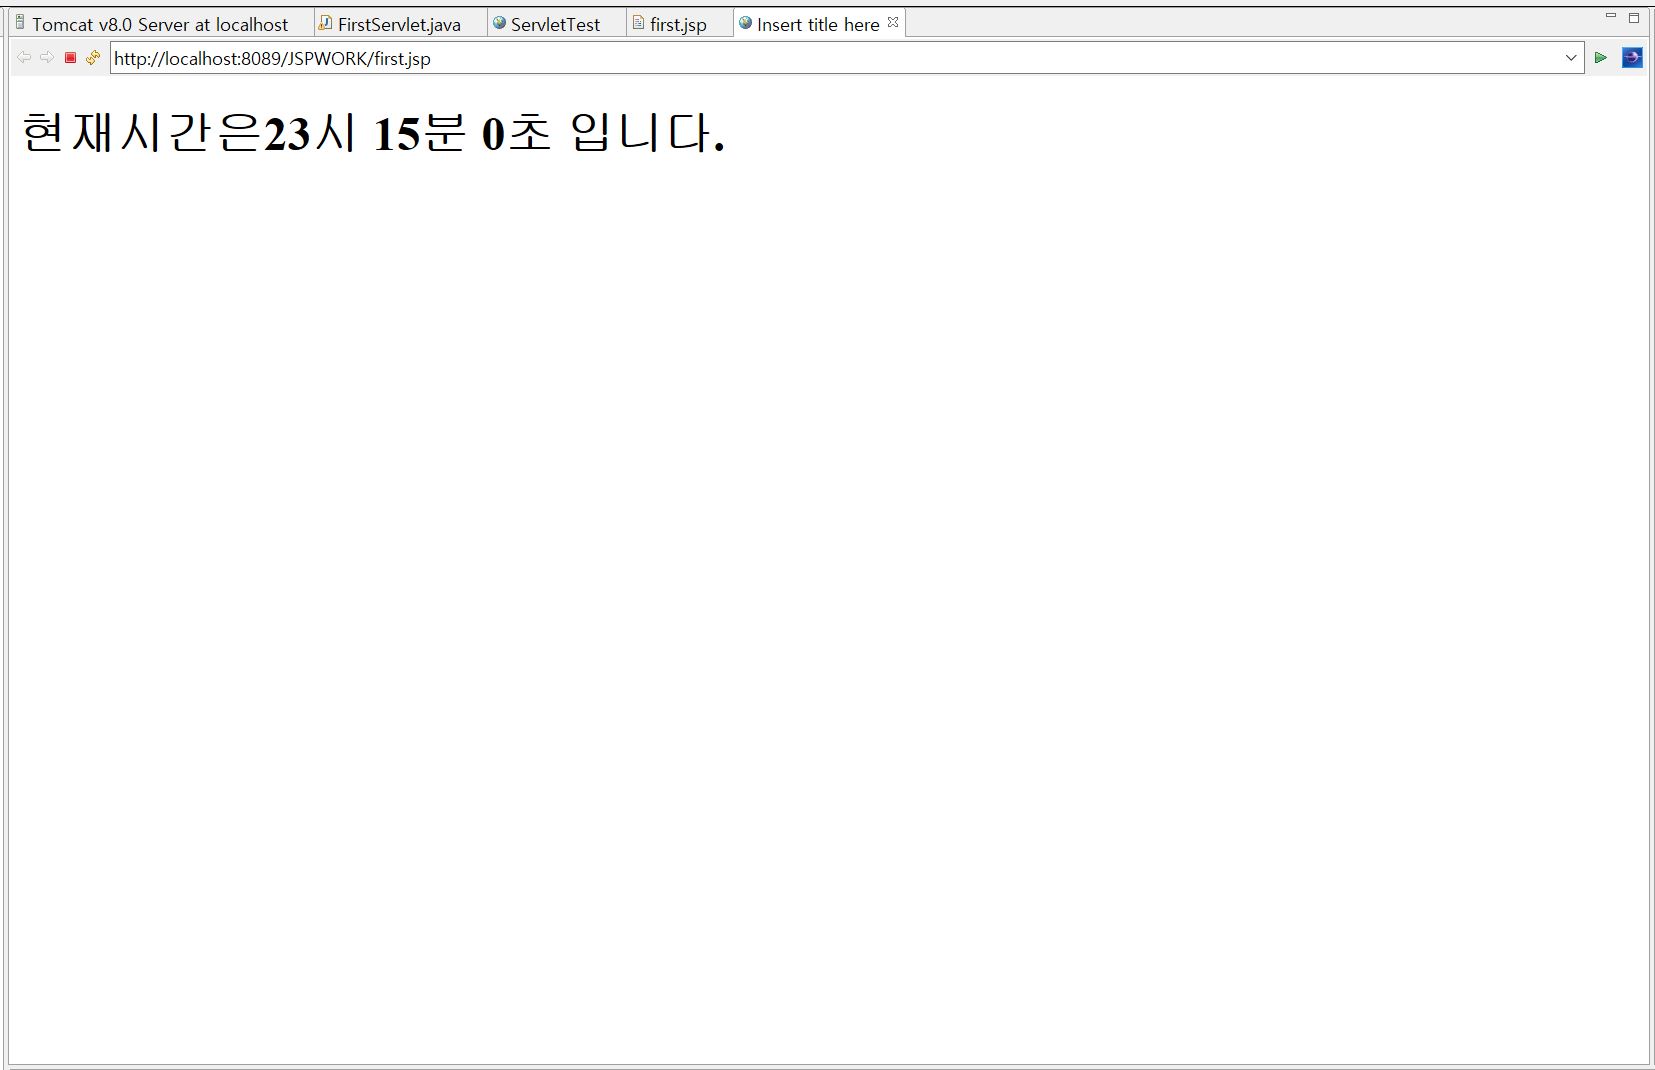 Tomcat v8.0 Server at localhost FirstServlet.java ServletTest first.jsp Insert title here
http://localhost:8089/JSPWORK/first.jsp
현재시간은23시 15분 0초 입니다.